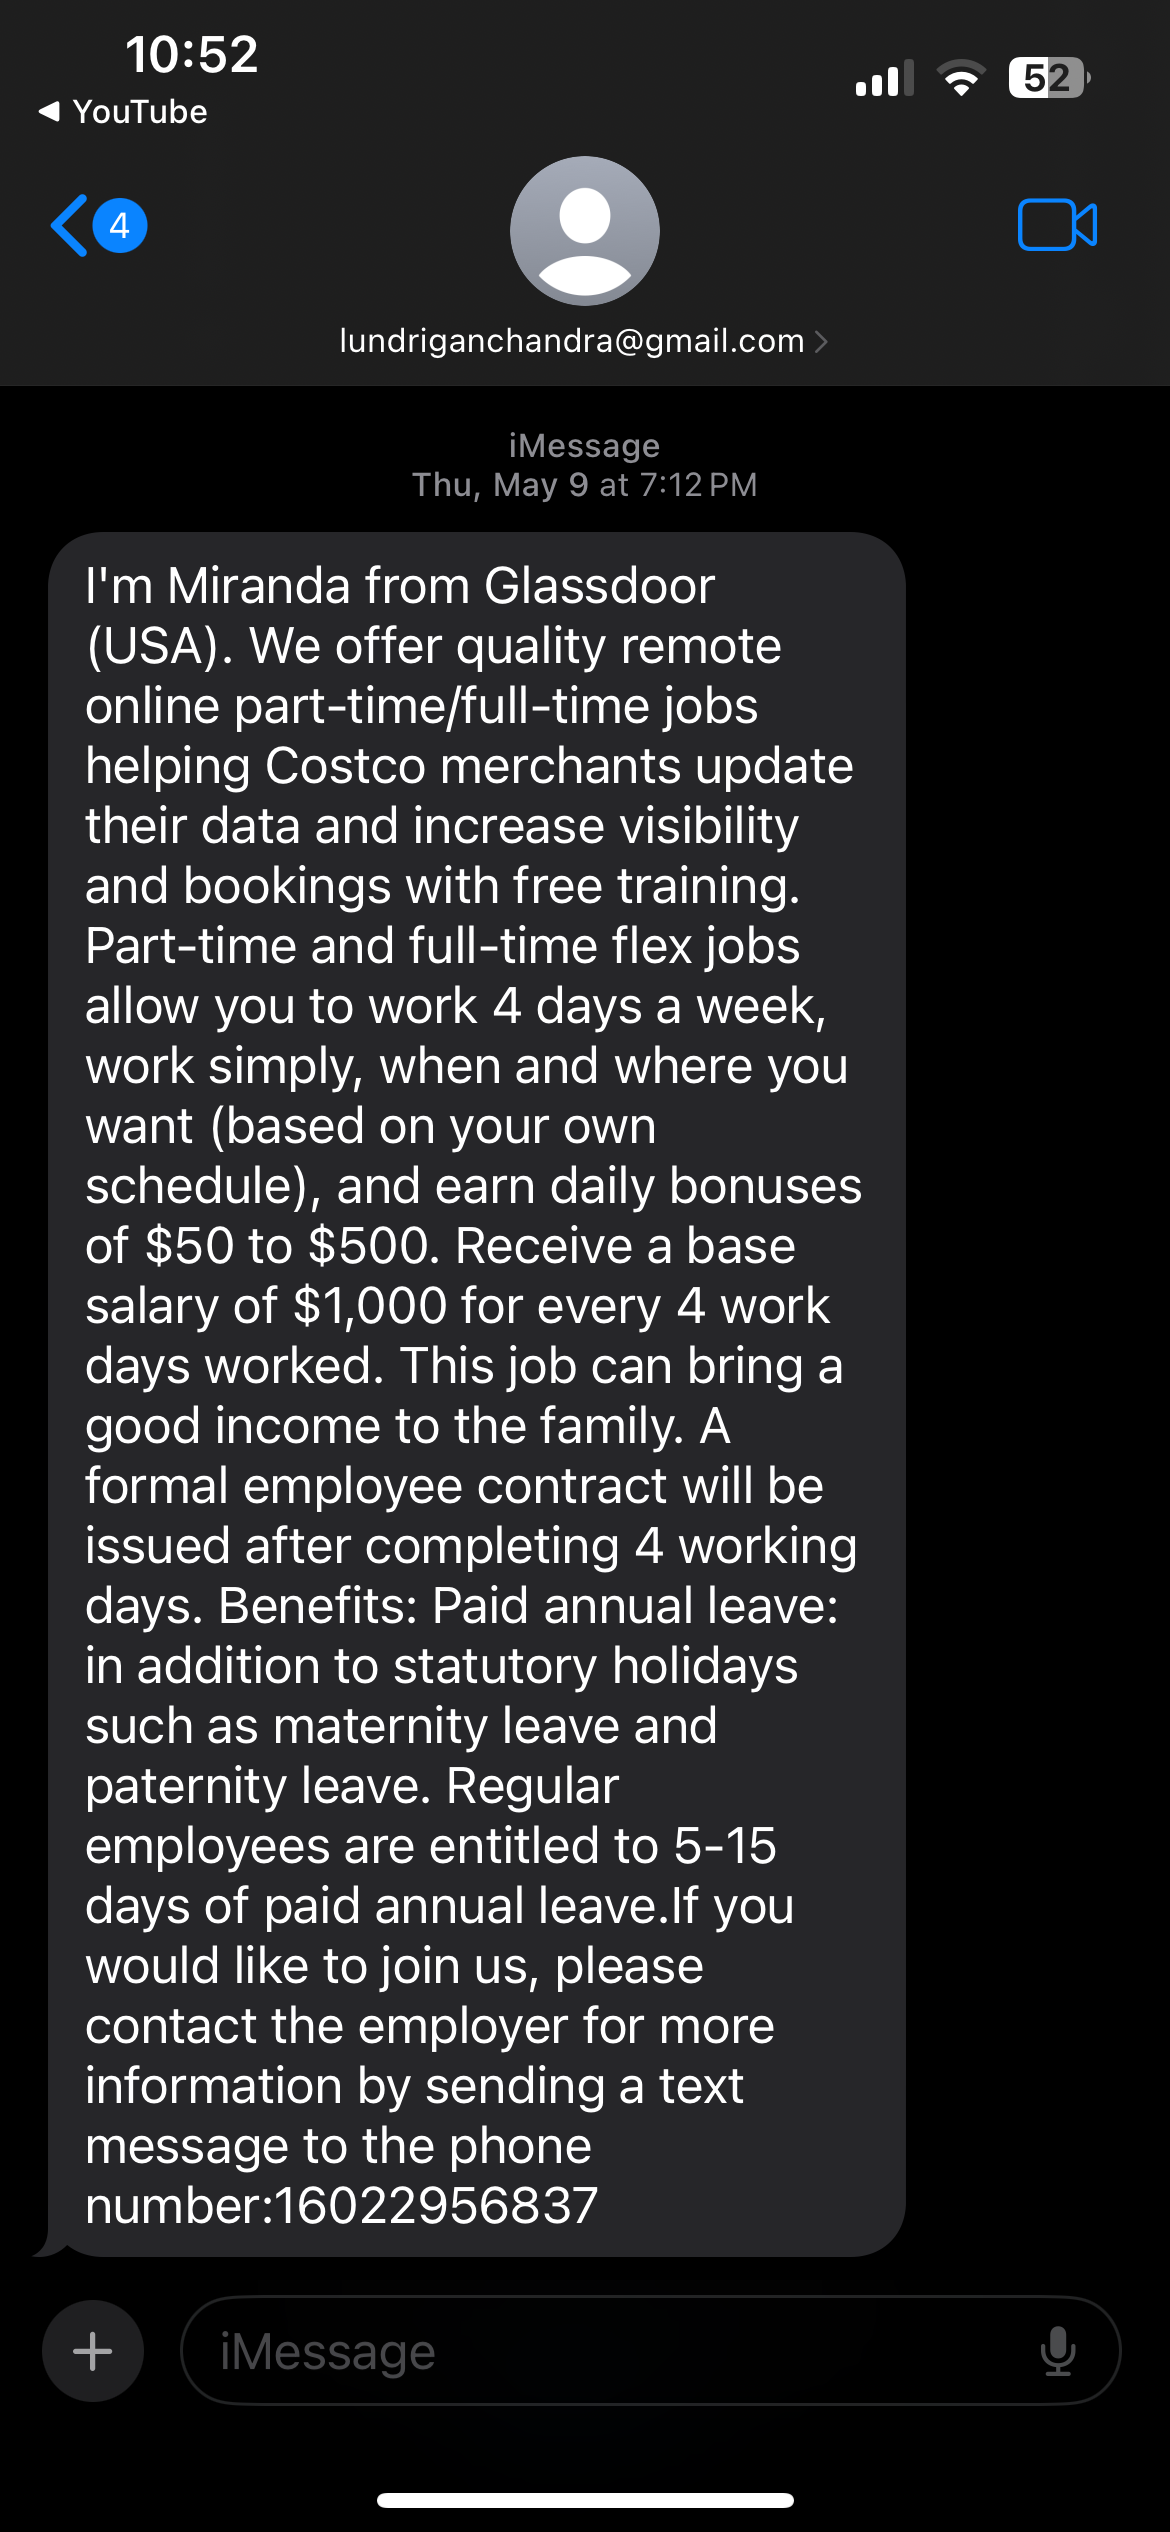 10:52
52
◀ YouTube
4
lundriganchandra@gmail.com
iMessage
Thu, May 9 at 7:12 PM
I'm Miranda from Glassdoor
(USA). We offer quality remote
online part-time/full-time jobs
helping Costco merchants update
their data and increase visibility
and bookings with free training.
Part-time and full-time flex jobs
allow you to work 4 days a week,
work simply, when and where you
want (based on your own
schedule), and earn daily bonuses
of $50 to $500. Receive a base
salary of $1,000 for every 4 work
days worked. This job can bring a
good income to the family. A
formal employee contract will be
issued after completing 4 working
days. Benefits: Paid annual leave:
in addition to statutory holidays
such as maternity leave and
paternity leave. Regular
employees are entitled to 5-15
days of paid annual leave.If you
would like to join us, please
contact the employer for more
information by sending a text
message to the phone
number:16022956837
iMessage